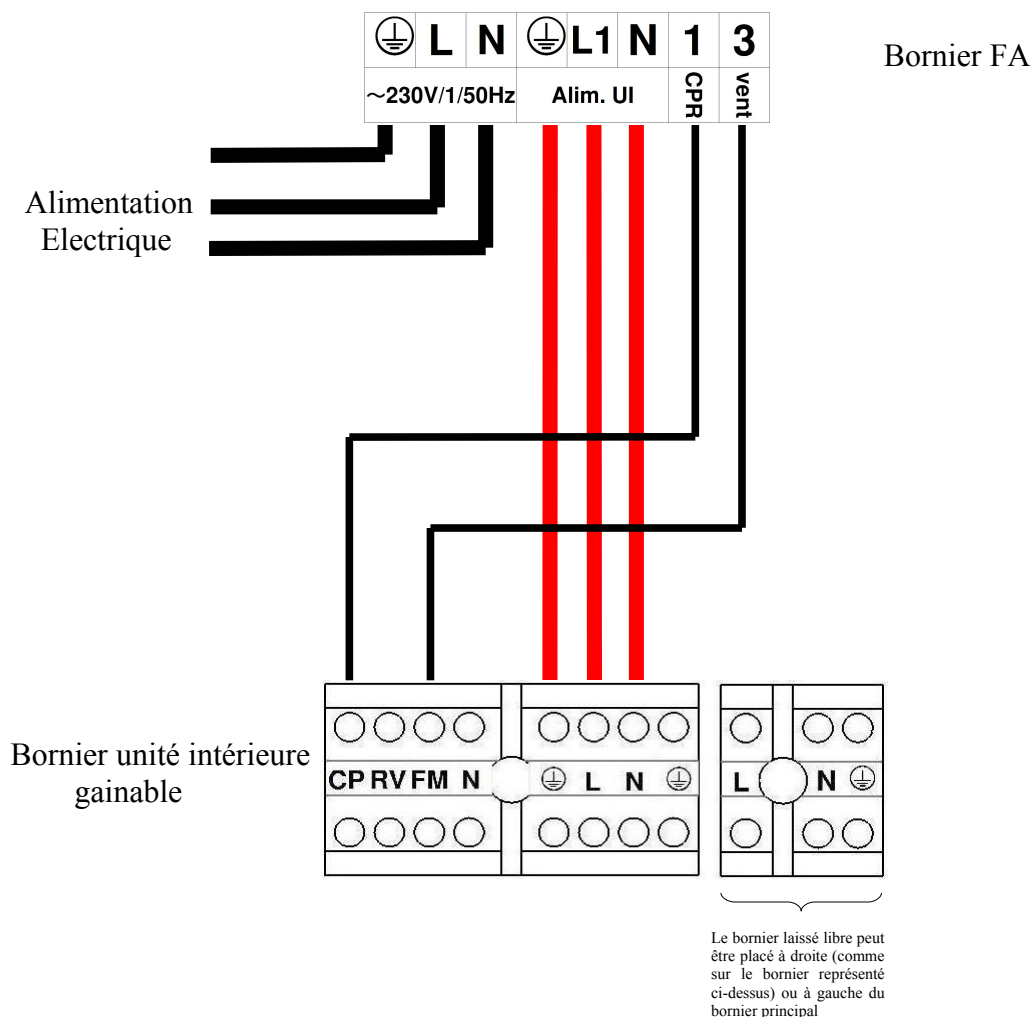 ⏚ L N ⏚ L1 N 1 3
Bornier FA
~230V/1/50Hz Alim. UI CPR vent
Alimentation
Electrique
Bornier unité intérieure
gainable
CP RV FM N ⏚ L N ⏚ L N ⏚
Le bornier laissé libre peut
être placé à droite (comme
sur le bornier représenté
ci-dessus) ou à gauche du
bornier principal